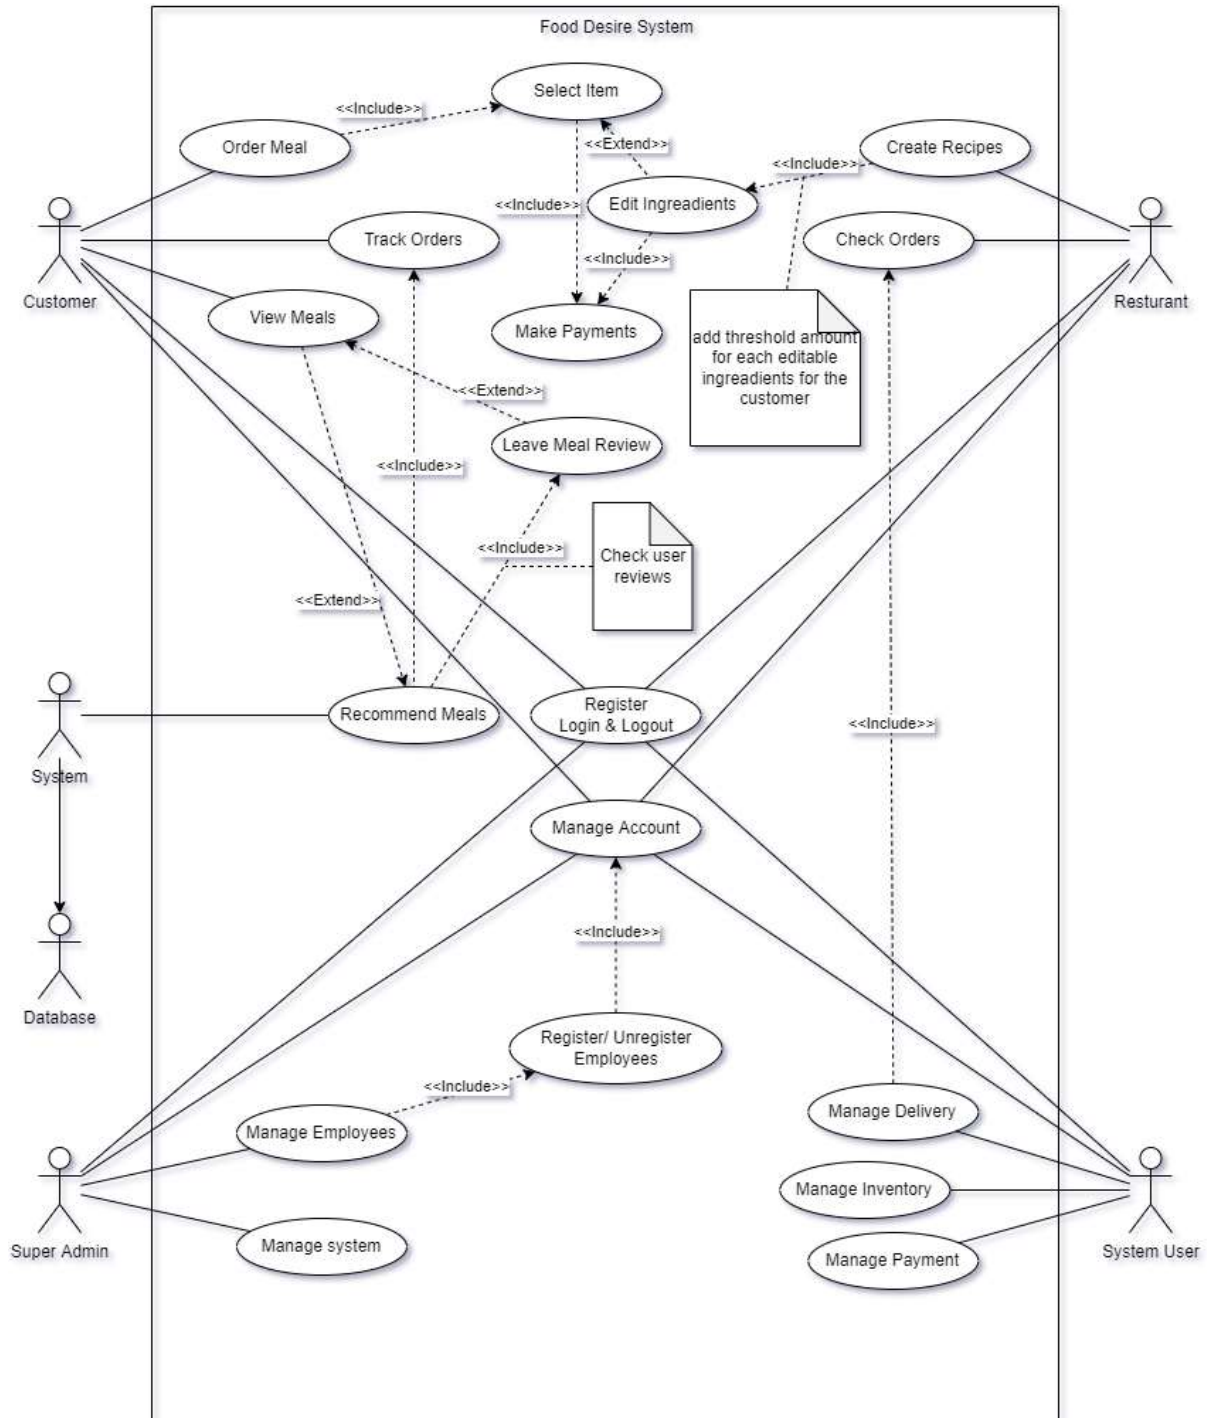 Food Desire System
Select Item
<<Include>>
Order Meal
<<Extend>>
Create Recipes
<<Include>>
<<Include>>
Edit Ingreadients
Track Orders
Check Orders
<<Include>>
Customer
Resturant
View Meals
Make Payments
add threshold amount
for each editable
ingreadients for the
customer
<<Extend>>
Leave Meal Review
<<Include>>
<<Include>>
Check user
reviews
<<Extend>>
Recommend Meals
Register
Login & Logout
<<Include>>
System
Manage Account
<<Include>>
Database
Register/ Unregister
Employees
<<Include>>
Manage Delivery
Manage Employees
Manage Inventory
Super Admin
Manage system
System User
Manage Payment